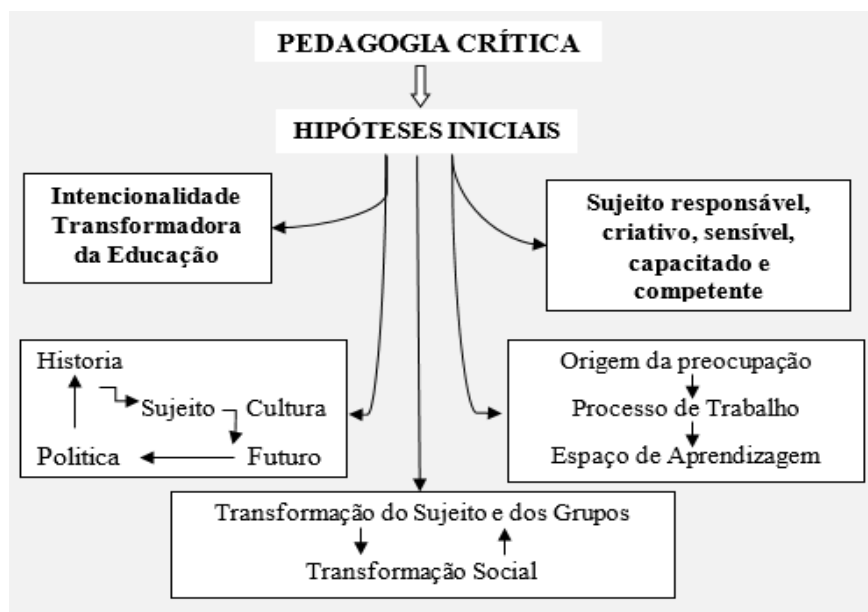 PEDAGOGIA CRÍTICA
HIPÓTESES INICIAIS
Intencionalidade
Transformadora
da Educação
Sujeito responsável,
criativo, sensível,
capacitado e
competente
Historia
Sujeito Cultura
Politica Futuro
Origem da preocupação
Processo de Trabalho
Espaço de Aprendizagem
Transformação do Sujeito e dos Grupos
Transformação Social